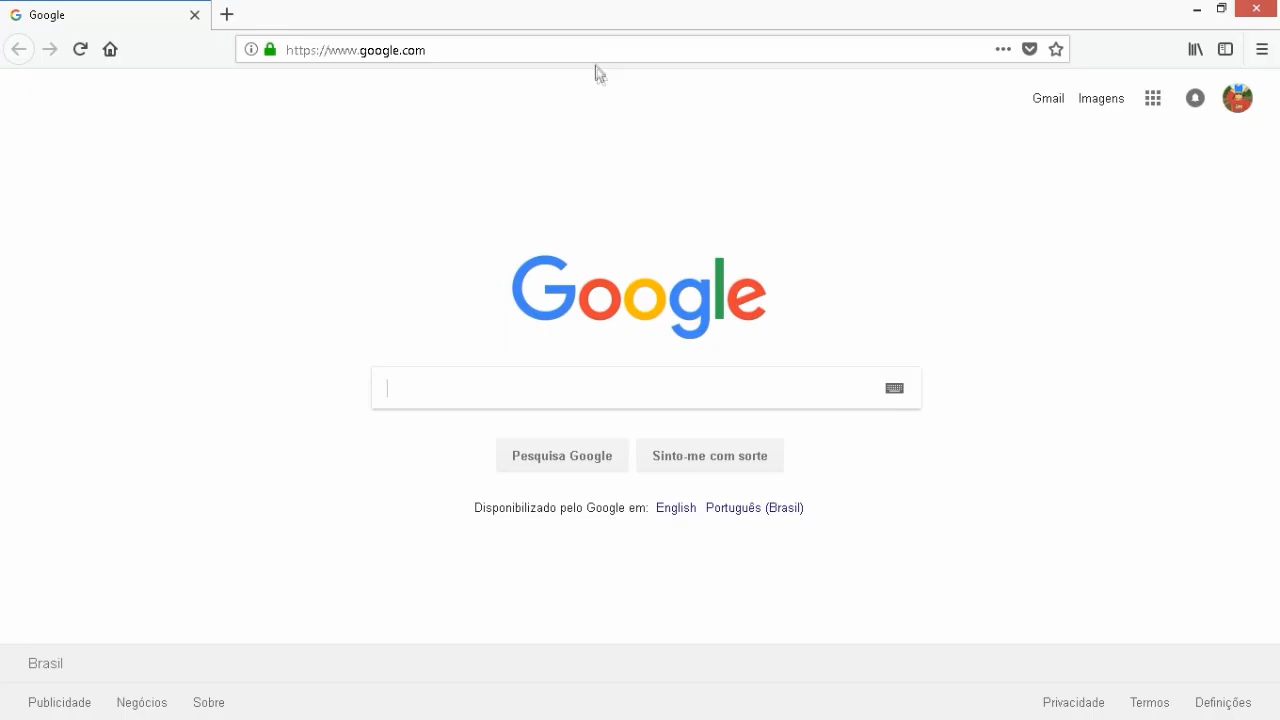 Google
https://www.google.com
Gmail Imagens
Google
Pesquisa Google Sinto-me com sorte
Disponibilizado pelo Google em: English Português (Brasil)
Brasil
Publicidade Negócios Sobre Privacidade Termos Definições